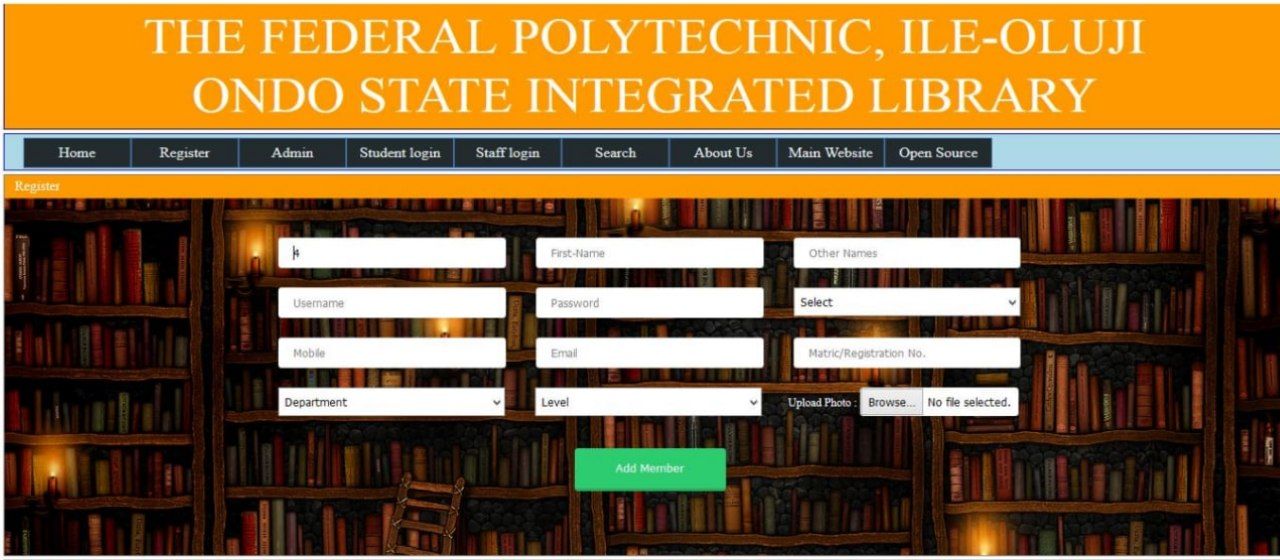 THE FEDERAL POLYTECHNIC, ILE-OLUJI
ONDO STATE INTEGRATED LIBRARY
Home Register Admin Student login Staff login Search About Us Main Website Open Source
Register
4 First-Name Other Names
Username Password Select
Mobile Email Matric/Registration No.
Department Level Upload Photo : Browse... No file selected.
Add Member